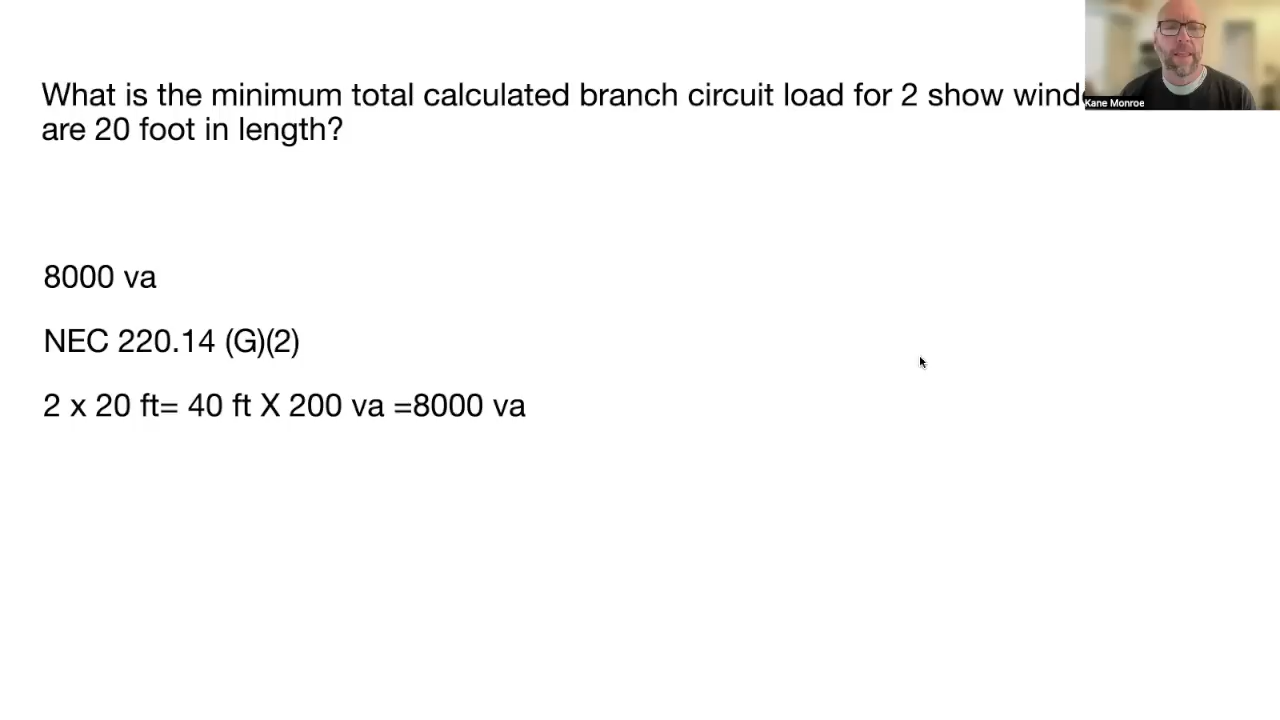 What is the minimum total calculated branch circuit load for 2 show
are 20 foot in length?
Kane Monroe
8000 va
NEC 220.14 (G)(2)
2 x 20 ft= 40 ft X 200 va =8000 va